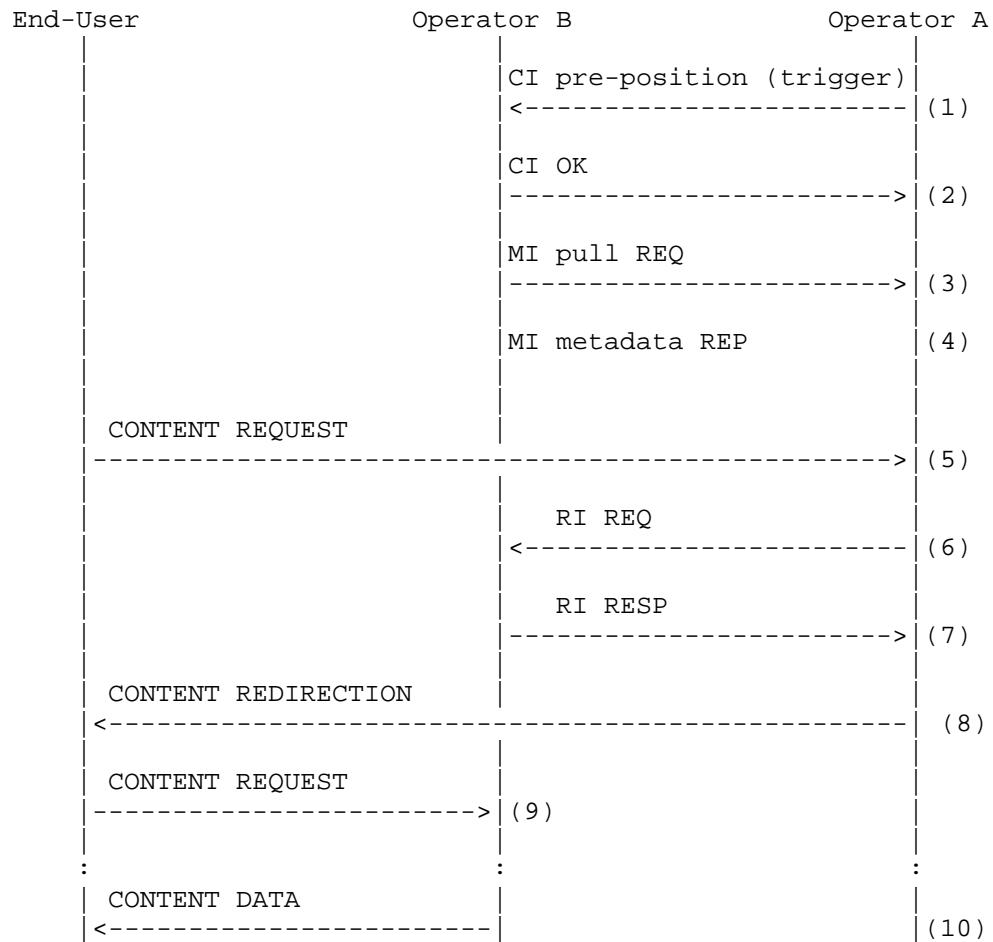 End-User Operator B Operator A
CI pre-position (trigger)
(1)
CI OK
(2)
MI pull REQ
(3)
MI metadata REP (4)
CONTENT REQUEST
(5)
RI REQ
(6)
RI RESP
(7)
CONTENT REDIRECTION
(8)
CONTENT REQUEST
(9)
: : :
CONTENT DATA
(10)